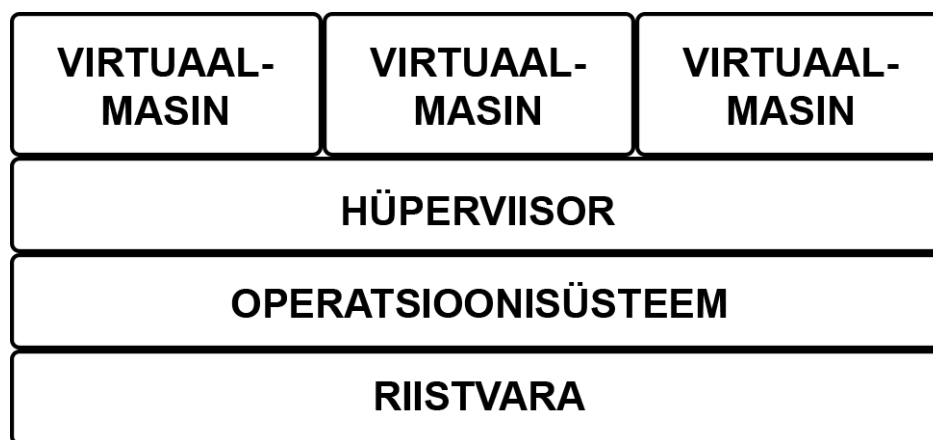 VIRTUAAL-
MASIN
VIRTUAAL-
MASIN
VIRTUAAL-
MASIN
HÜPERVIISOR
OPERATSIOONISÜSTEEM
RIISTVARA